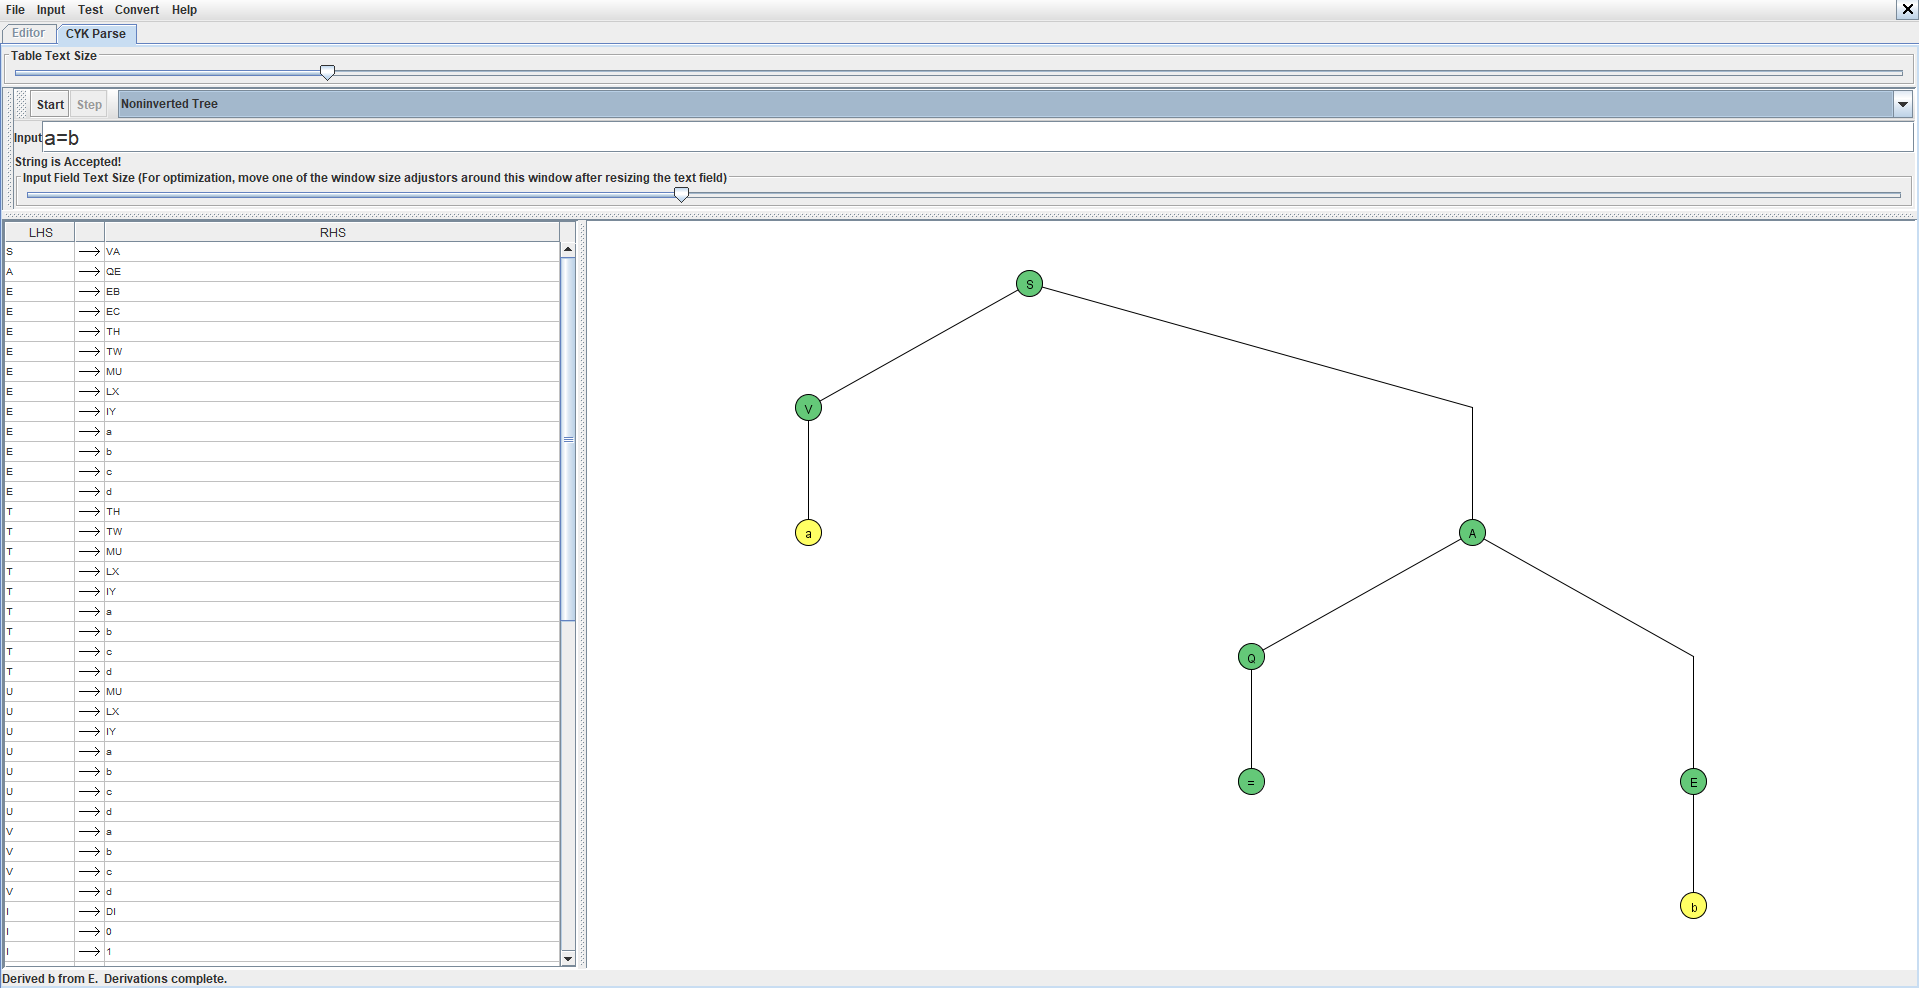 File Input Test Convert Help
Editor CYK Parse
Table Text Size
Start Step Noninverted Tree
Input a=b
String is Accepted!
Input Field Text Size (For optimization, move one of the window size adjustors around this window after resizing the text field)
LHS RHS
S → VA
A → QE
E → EB
E → EC
E → TH
E → TW
E → MU
E → LX
E → IY
E → a
E → b
E → c
E → d
T → TH
T → TW
T → MU
T → LX
T → IY
T → a
T → b
T → c
T → d
U → MU
U → LX
U → IY
U → a
U → b
U → c
U → d
V → a
V → b
V → c
V → d
I → DI
I → 0
I → 1
S
V
a
A
Q
=
E
b
Derived b from E. Derivations complete.